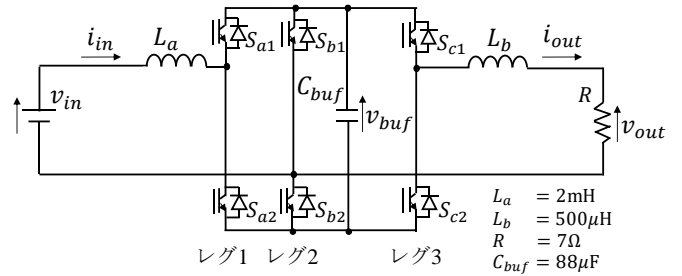 i_in
L_a
S_a1
S_b1
S_c1
L_b
i_out
v_in
C_buf
v_buf
R
v_out
S_a2
S_b2
S_c2
レグ1
レグ2
レグ3
L_a = 2mH
L_b = 500μH
R = 7Ω
C_buf = 88μF